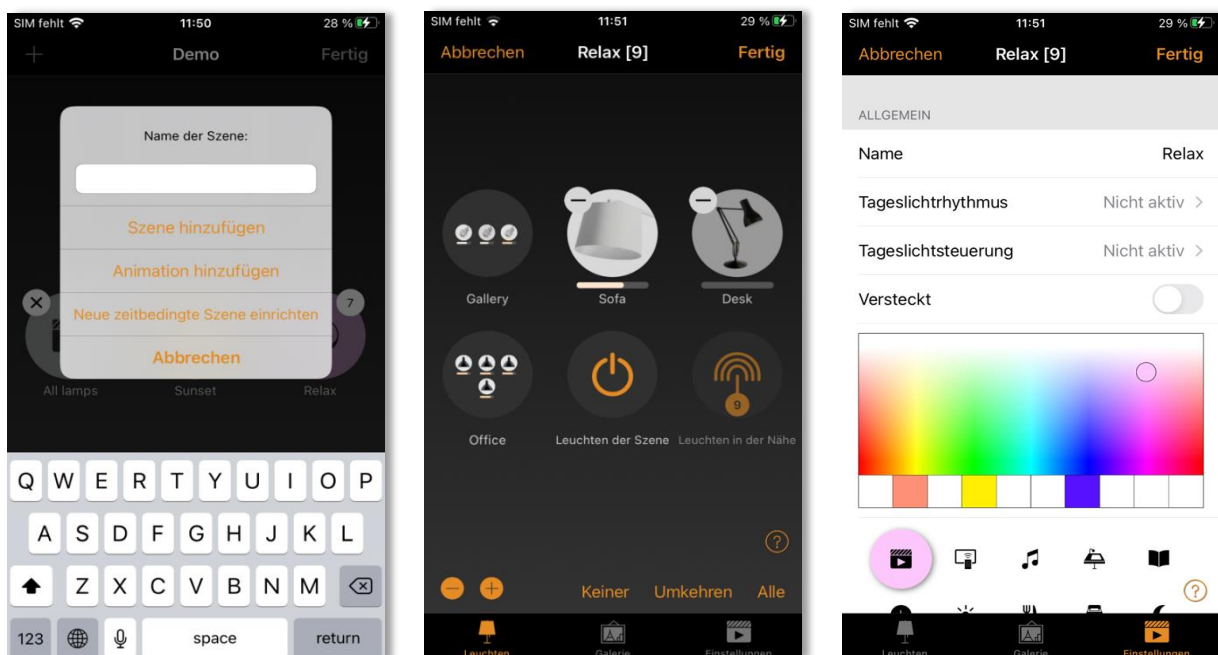 SIM fehlt 11:50 28 %
Demo Fertig
Name der Szene:
Szene hinzufügen
Animation hinzufügen
Neue zeitbedingte Szene einrichten
Abbrechen
7
All lamps Sunset Relax
Q W E R T Y U I O P
A S D F G H J K L
Z X C V B N M
123 space return
SIM fehlt 11:51 29 %
Abbrechen Relax [9] Fertig
Gallery Sofa Desk
9
Office Leuchten der Szene Leuchten in der Nähe
?
Keiner Umkehren Alle
Leuchten Galerie Einstellungen
SIM fehlt 11:51 29 %
Abbrechen Relax [9] Fertig
ALLGEMEIN
Name Relax
Tageslichtrhythmus Nicht aktiv >
Tageslichtsteuerung Nicht aktiv >
Versteckt
?
Leuchten Galerie Einstellungen